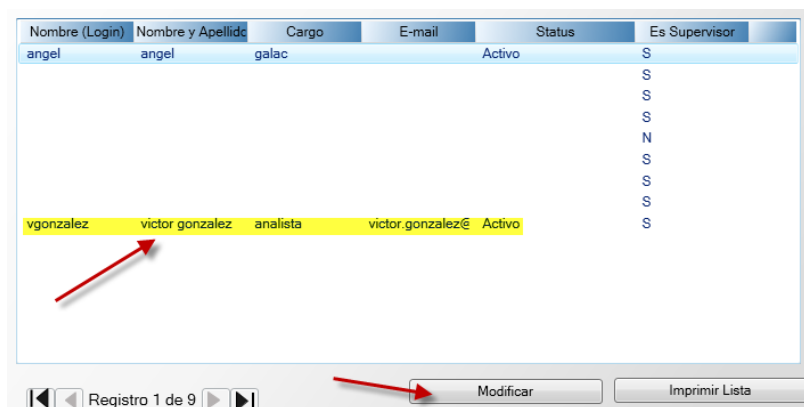 Nombre (Login) Nombre y Apellido Cargo E-mail Status Es Supervisor
angel angel galac Activo S
S
S
S
N
S
S
S
vgonzalez victor gonzalez analista victor.gonzalez@ Activo S
Registro 1 de 9 Modificar Imprimir Lista